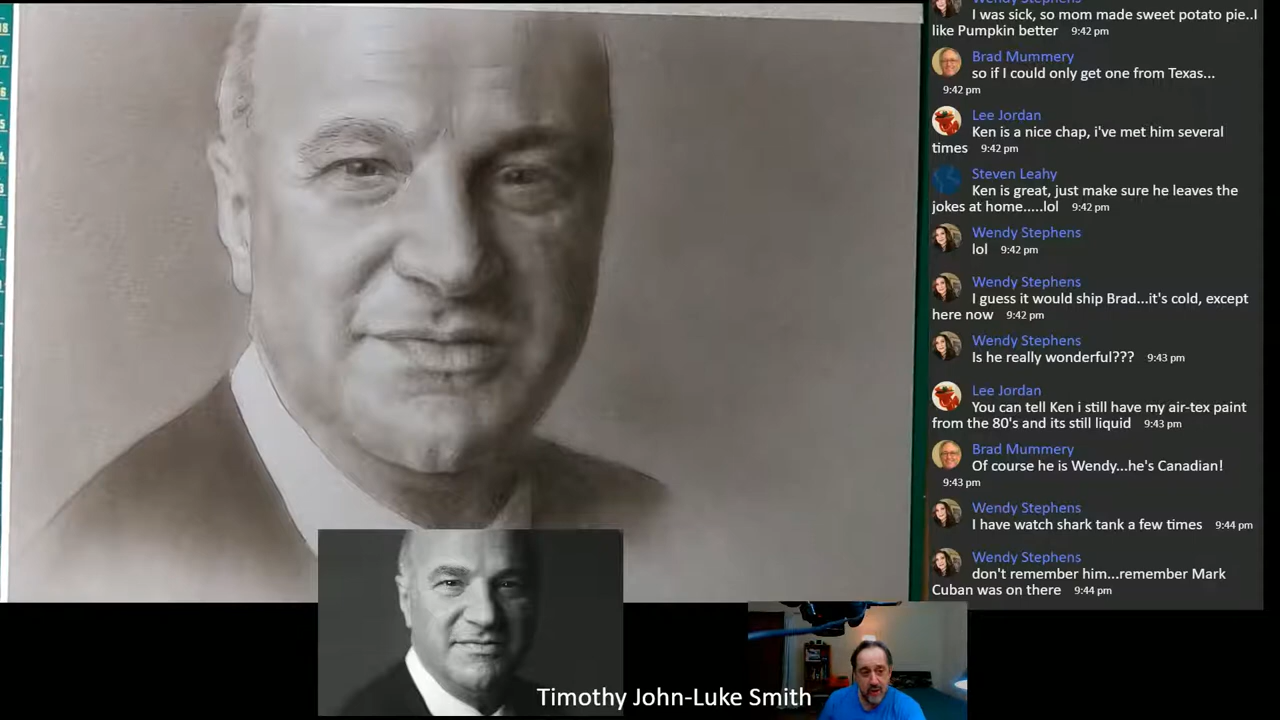 Wendy Stephens
I was sick, so mom made sweet potato pie..I
like Pumpkin better 9:42 pm
Brad Mummery
so if I could only get one from Texas...
9:42 pm
Lee Jordan
Ken is a nice chap, i've met him several
times 9:42 pm
Steven Leahy
Ken is great, just make sure he leaves the
jokes at home.....lol 9:42 pm
Wendy Stephens
lol 9:42 pm
Wendy Stephens
I guess it would ship Brad...it's cold, except
here now 9:42 pm
Wendy Stephens
Is he really wonderful??? 9:43 pm
Lee Jordan
You can tell Ken i still have my air-tex paint
from the 80's and its still liquid 9:43 pm
Brad Mummery
Of course he is Wendy...he's Canadian!
9:43 pm
Wendy Stephens
I have watch shark tank a few times 9:44 pm
Wendy Stephens
don't remember him...remember Mark
Cuban was on there 9:44 pm
Timothy John-Luke Smith